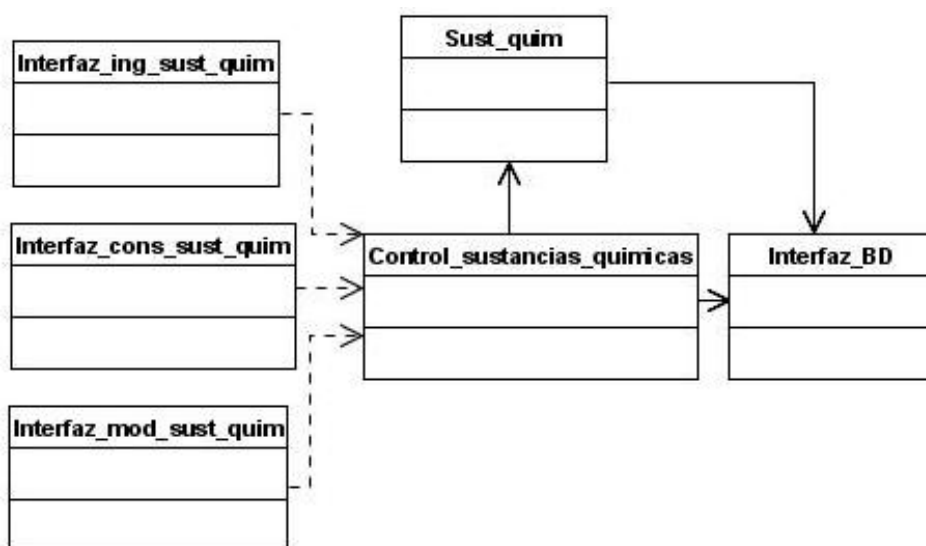 Sust_quim
Interfaz_ing_sust_quim
Interfaz_cons_sust_quim
Control_sustancias_quimicas
Interfaz_BD
Interfaz_mod_sust_quim